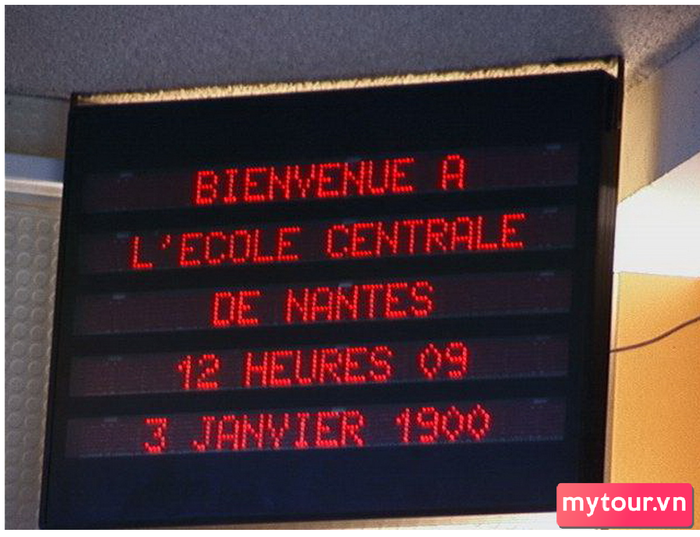 BIENVENUE A
L'ECOLE CENTRALE
DE NANTES
12 HEURES 09
3 JANVIER 1900
mytour.vn